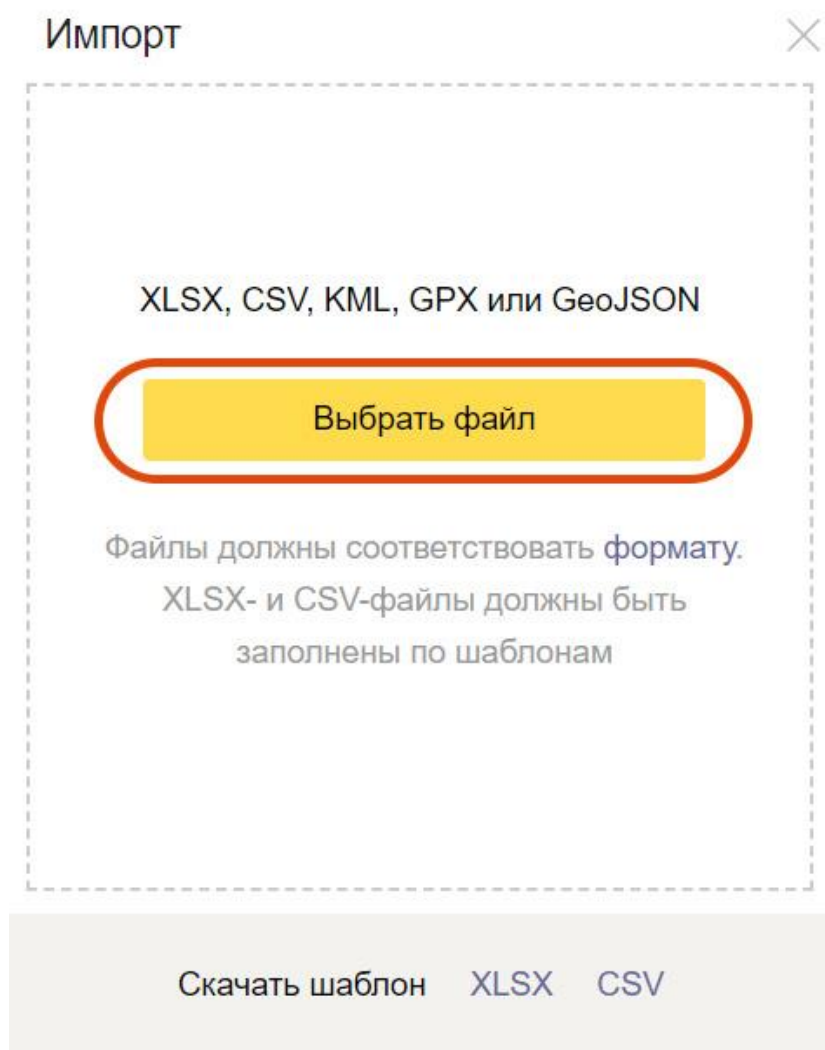 Импорт
XLSX, CSV, KML, GPX или GeoJSON
Выбрать файл
Файлы должны соответствовать формату.
XLSX- и CSV-файлы должны быть
заполнены по шаблонам
Скачать шаблон XLSX CSV